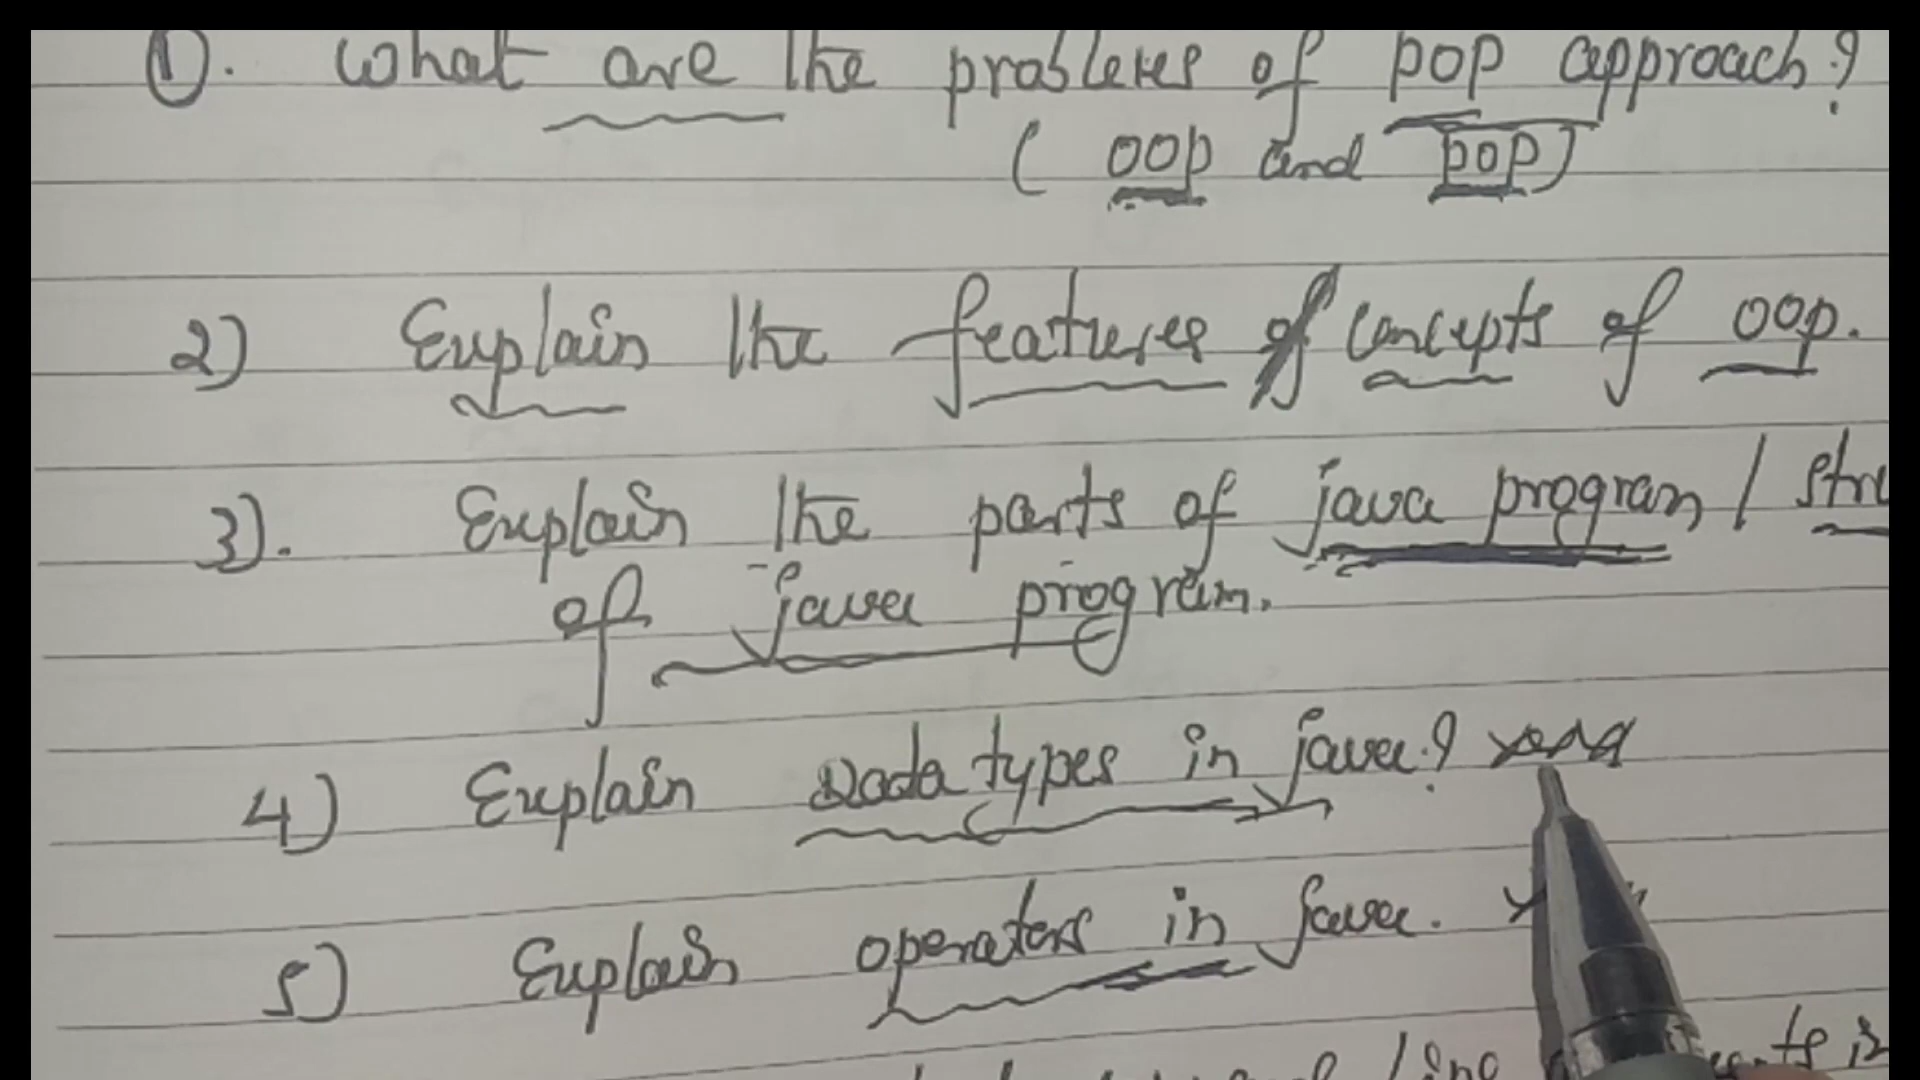 1). What are the problems of pop approach?
( oop and pop)
2) Explain the features of concepts of oop.
3). Explain the parts of java program / stru
of java program.
4) Explain Data types in java?
5) Explain operators in java.
line